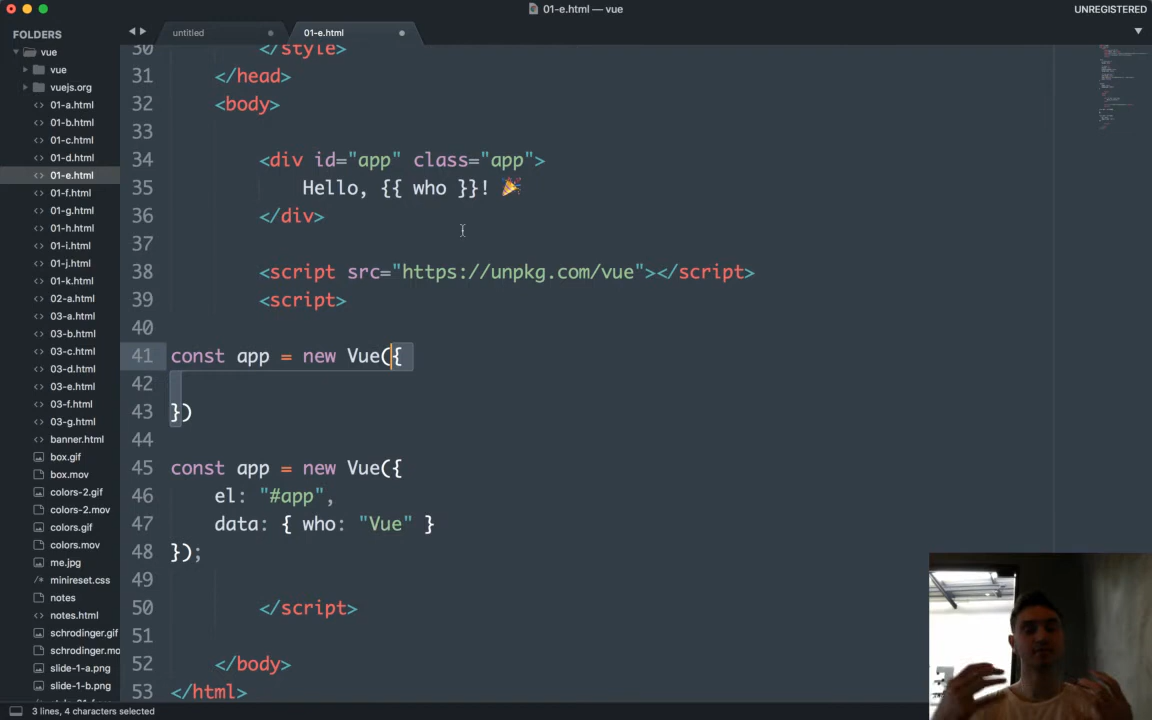 01-e.html — vue
UNREGISTERED
FOLDERS
vue
vue
vuejs.org
01-a.html
01-b.html
01-c.html
01-d.html
01-e.html
01-f.html
01-g.html
01-h.html
01-i.html
01-j.html
01-k.html
02-a.html
03-a.html
03-b.html
03-c.html
03-d.html
03-e.html
03-f.html
03-g.html
banner.html
box.gif
box.mov
colors-2.gif
colors-2.mov
colors.gif
colors.mov
me.jpg
minireset.css
notes
notes.html
schrodinger.gif
schrodinger.mo
slide-1-a.png
slide-1-b.png
untitled
01-e.html
30 </style>
31 </head>
32 <body>
33
34 <div id="app" class="app">
35 Hello, {{ who }}! 🎉
36 </div>
37
38 <script src="https://unpkg.com/vue"></script>
39 <script>
40
41 const app = new Vue({
42
43 })
44
45 const app = new Vue({
46 el: "#app",
47 data: { who: "Vue" }
48 });
49
50 </script>
51
52 </body>
53 </html>
3 lines, 4 characters selected